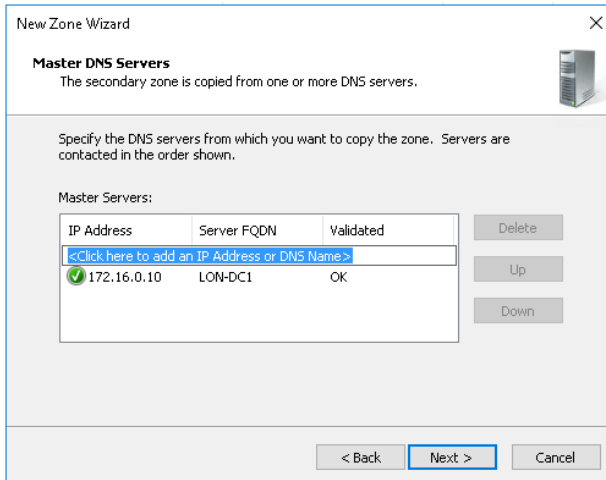 New Zone Wizard
Master DNS Servers
The secondary zone is copied from one or more DNS servers.
Specify the DNS servers from which you want to copy the zone.  Servers are
contacted in the order shown.
Master Servers:
IP Address Server FQDN Validated
<Click here to add an IP Address or DNS Name>
172.16.0.10 LON-DC1 OK
Delete
Up
Down
< Back Next > Cancel